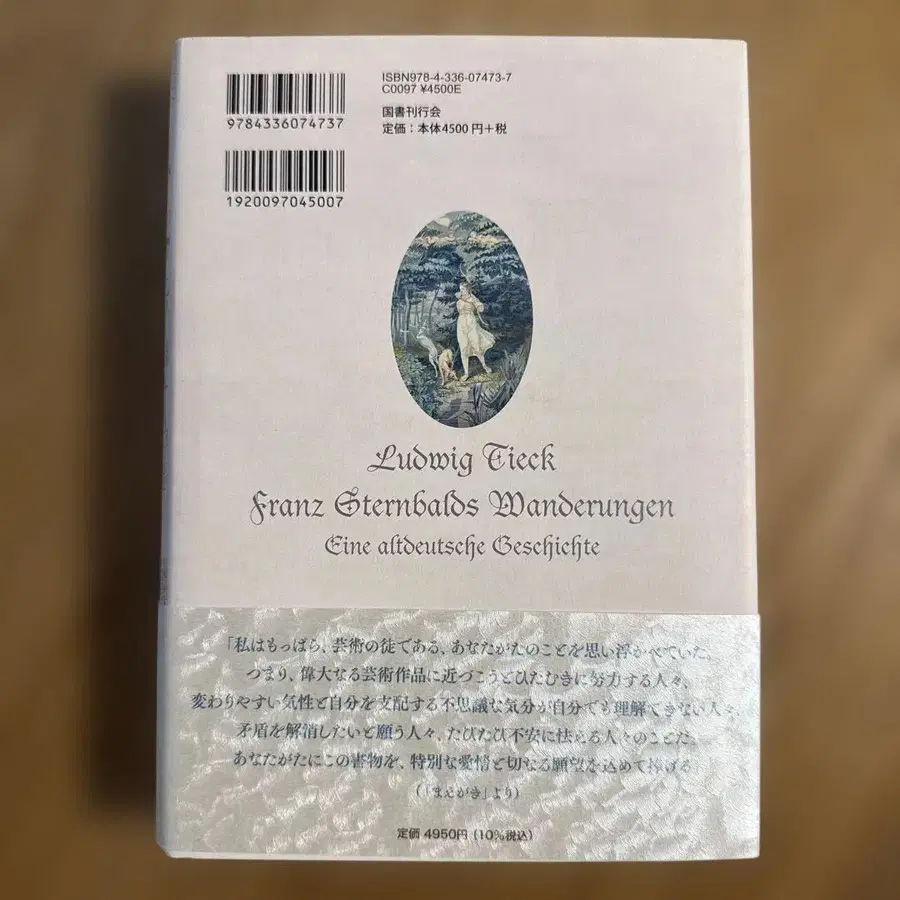 ISBN978-4-336-07473-7
C0097 ¥4500E
9784336074737
国書刊行会
定価：本体4500円＋税
1920097045007
Ludwig Tieck
Franz Sternbalds Wanderungen
Eine altdeutsche Geschichte
「私はもっぱら、芸術の徒である、あなたがたのことを思い浮かべていた。
つまり、偉大なる芸術作品に近づこうとひたむきに努力する人々、
変わりやすい気性と自分を支配する不思議な気分が自分でも理解できない人々、
矛盾を解消したいと願う人々、たびたび不安に怯える人々のことだ。
あなたがたにこの書物を、特別な愛情と切なる願望を込めて捧げる」
（「まえがき」より）
定価 4950円（10％税込）